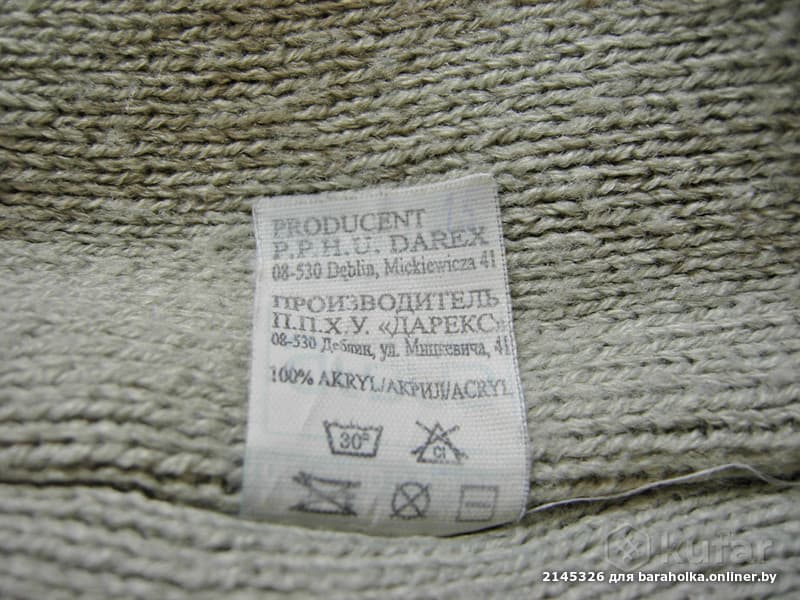 PRODUCENT
P.P.H.U. DAREX
08-530 Dęblin, Mickiewicza 41
ПРОИЗВОДИТЕЛЬ
П.П.Х.У. «ДАРЕКС»
08-530 Деблин, ул. Мицкевича, 41
100% AKRYL/АКРИЛ/ACRYL
30°
Cl
kufar
2145326 для baraholka.onliner.by